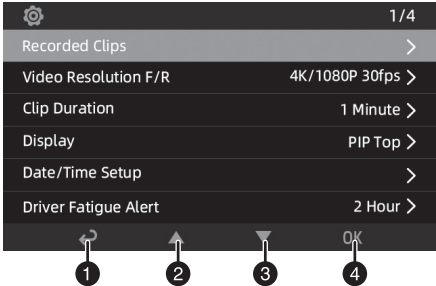 1/4
Recorded Clips >
Video Resolution F/R 4K/1080P 30fps >
Clip Duration 1 Minute >
Display PIP Top >
Date/Time Setup >
Driver Fatigue Alert 2 Hour >
OK
1 2 3 4